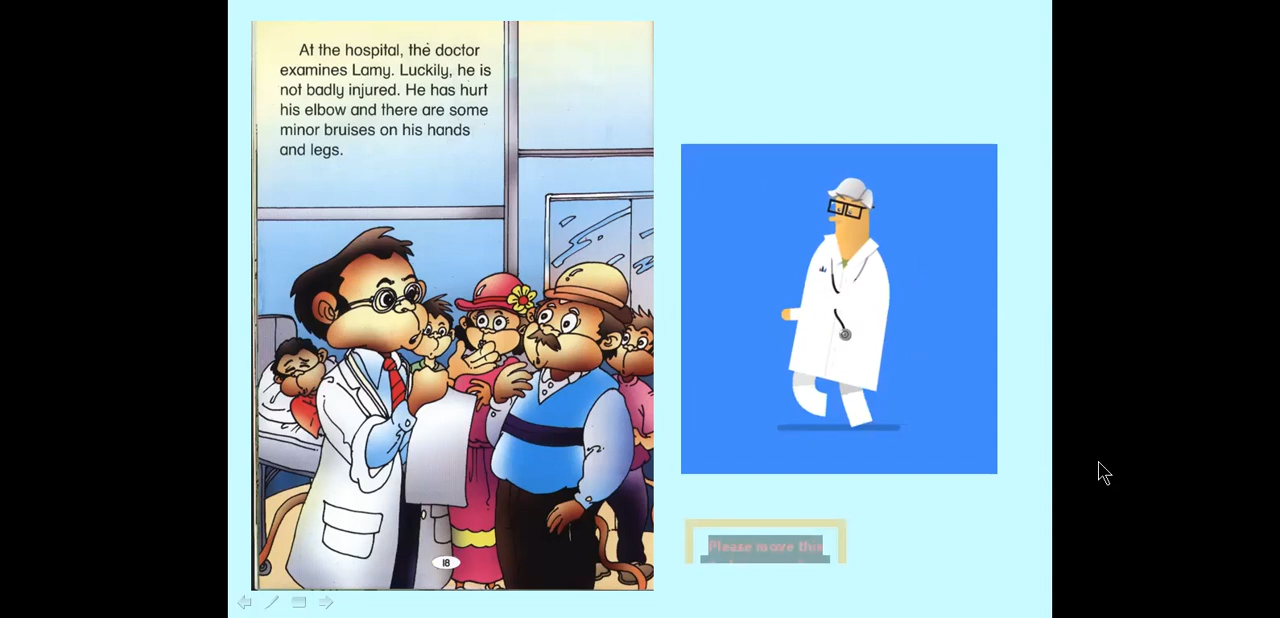 At the hospital, the doctor
examines Lamy. Luckily, he is
not badly injured. He has hurt
his elbow and there are some
minor bruises on his hands
and legs.
18
Please move this